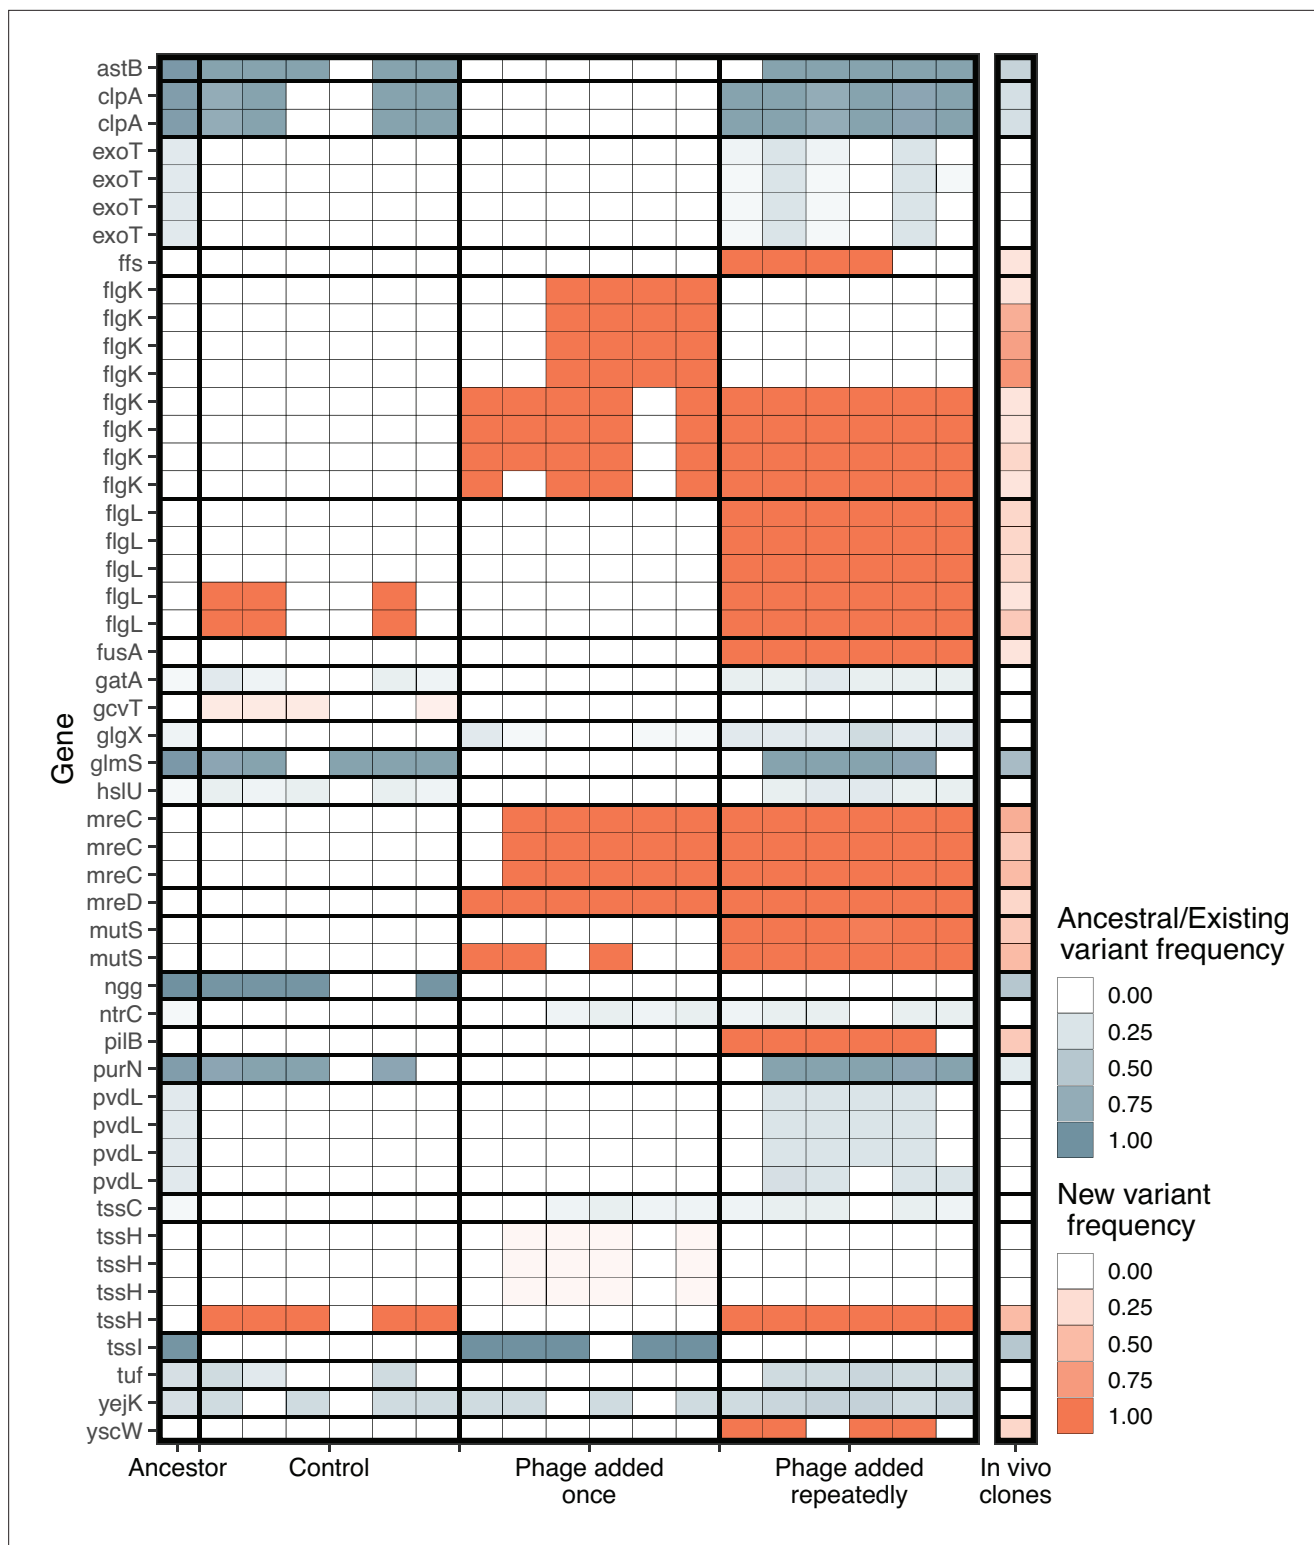 astB
clpA
clpA
exoT
exoT
exoT
exoT
ffs
flgK
flgK
flgK
flgK
flgK
flgK
flgK
flgK
flgL
flgL
flgL
flgL
flgL
fusA
gatA
gcvT
glgX
glmS
hslU
mreC
mreC
mreC
mreD
mutS
mutS
ngg
ntrC
pilB
purN
pvdL
pvdL
pvdL
pvdL
tssC
tssH
tssH
tssH
tssH
tssI
tuf
yejK
yscW
Gene
Ancestor
Control
Phage added
once
Phage added
repeatedly
In vivo
clones
Ancestral/Existing
variant frequency
0.00
0.25
0.50
0.75
1.00
New variant
frequency
0.00
0.25
0.50
0.75
1.00